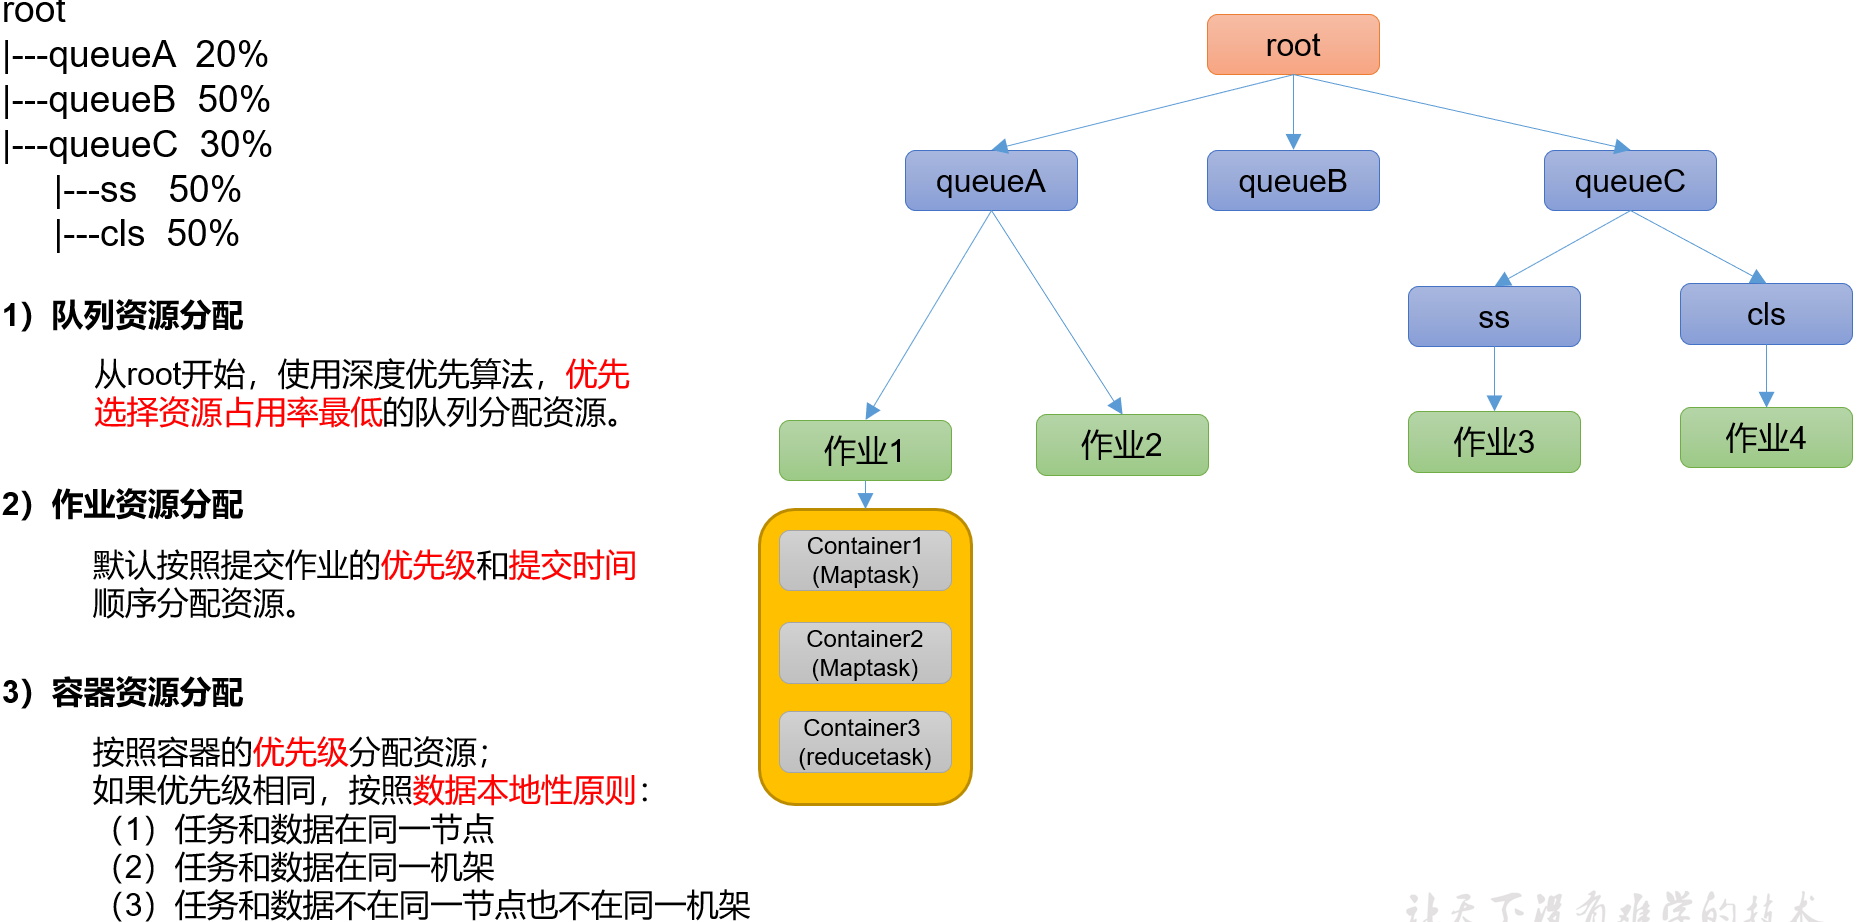 root
|---queueA 20%
|---queueB 50%
|---queueC 30%
|---ss 50%
|---cls 50%
1）队列资源分配
从root开始，使用深度优先算法，优先
选择资源占用率最低的队列分配资源。
2）作业资源分配
默认按照提交作业的优先级和提交时间
顺序分配资源。
3）容器资源分配
按照容器的优先级分配资源；
如果优先级相同，按照数据本地性原则：
（1）任务和数据在同一节点
（2）任务和数据在同一机架
（3）任务和数据不在同一节点也不在同一机架
root
queueA
queueB
queueC
ss
cls
作业1
作业2
作业3
作业4
Container1
(Maptask)
Container2
(Maptask)
Container3
(reducetask)
让天下没有难学的技术